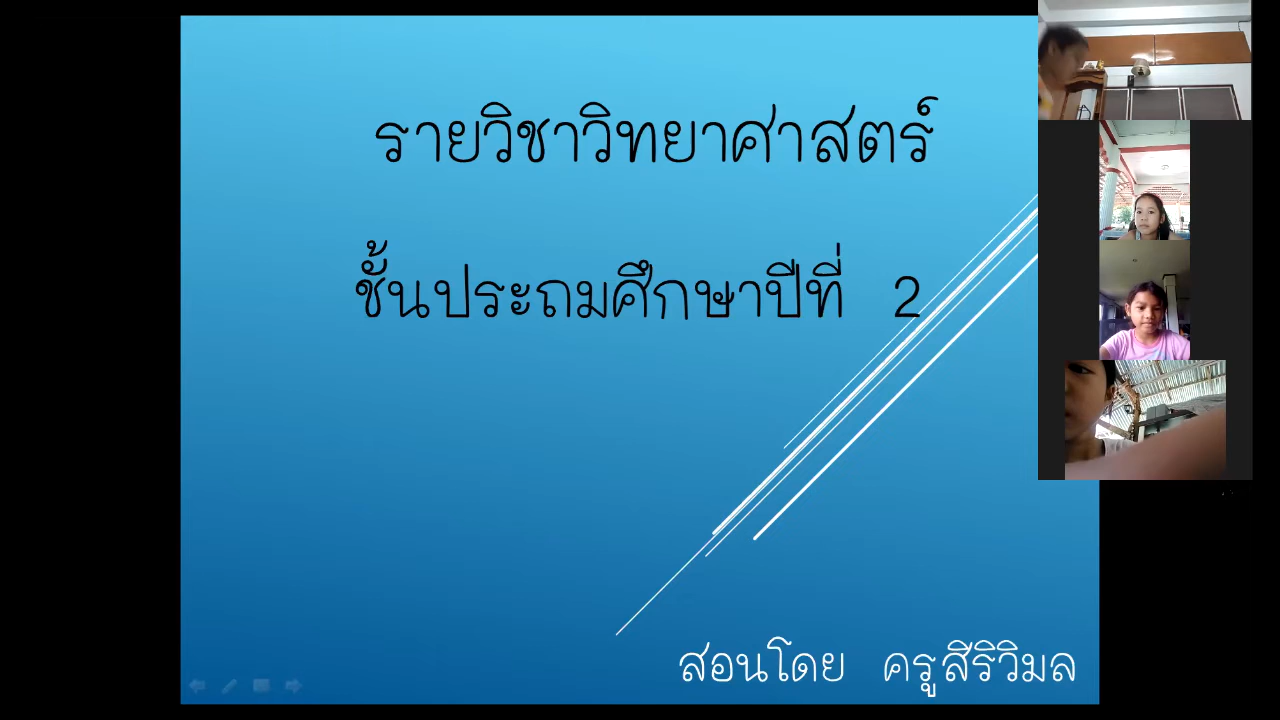 รายวิชาวิทยาศาสตร์
ชั้นประถมศึกษาปีที่ 2
สอนโดย ครูสิริวิมล